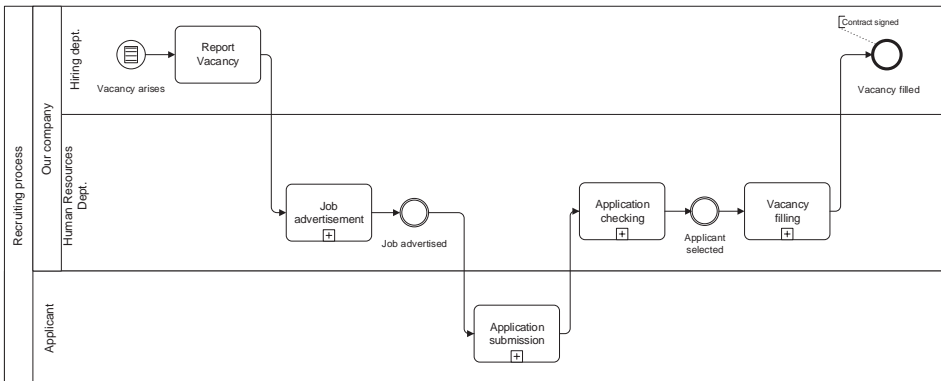 Recruiting process
Our company
Hiring dept.
Vacancy arises
Report
Vacancy
Contract signed
Vacancy filled
Human Resources
Dept.
Job
advertisement
Job advertised
Application
checking
Applicant
selected
Vacancy
filling
Applicant
Application
submission